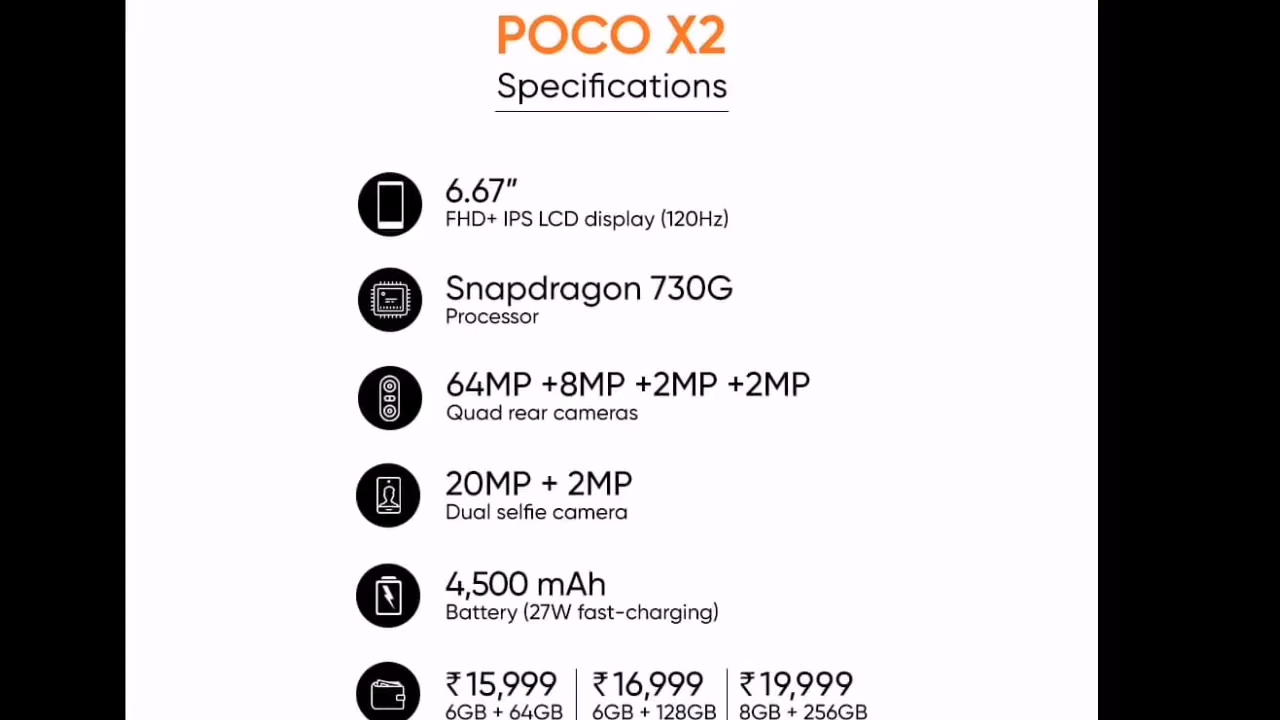 POCO X2
Specifications
6.67”
FHD+ IPS LCD display (120Hz)
Snapdragon 730G
Processor
64MP +8MP +2MP +2MP
Quad rear cameras
20MP + 2MP
Dual selfie camera
4,500 mAh
Battery (27W fast-charging)
₹15,999 | ₹16,999 | ₹19,999
6GB + 64GB | 6GB + 128GB | 8GB + 256GB